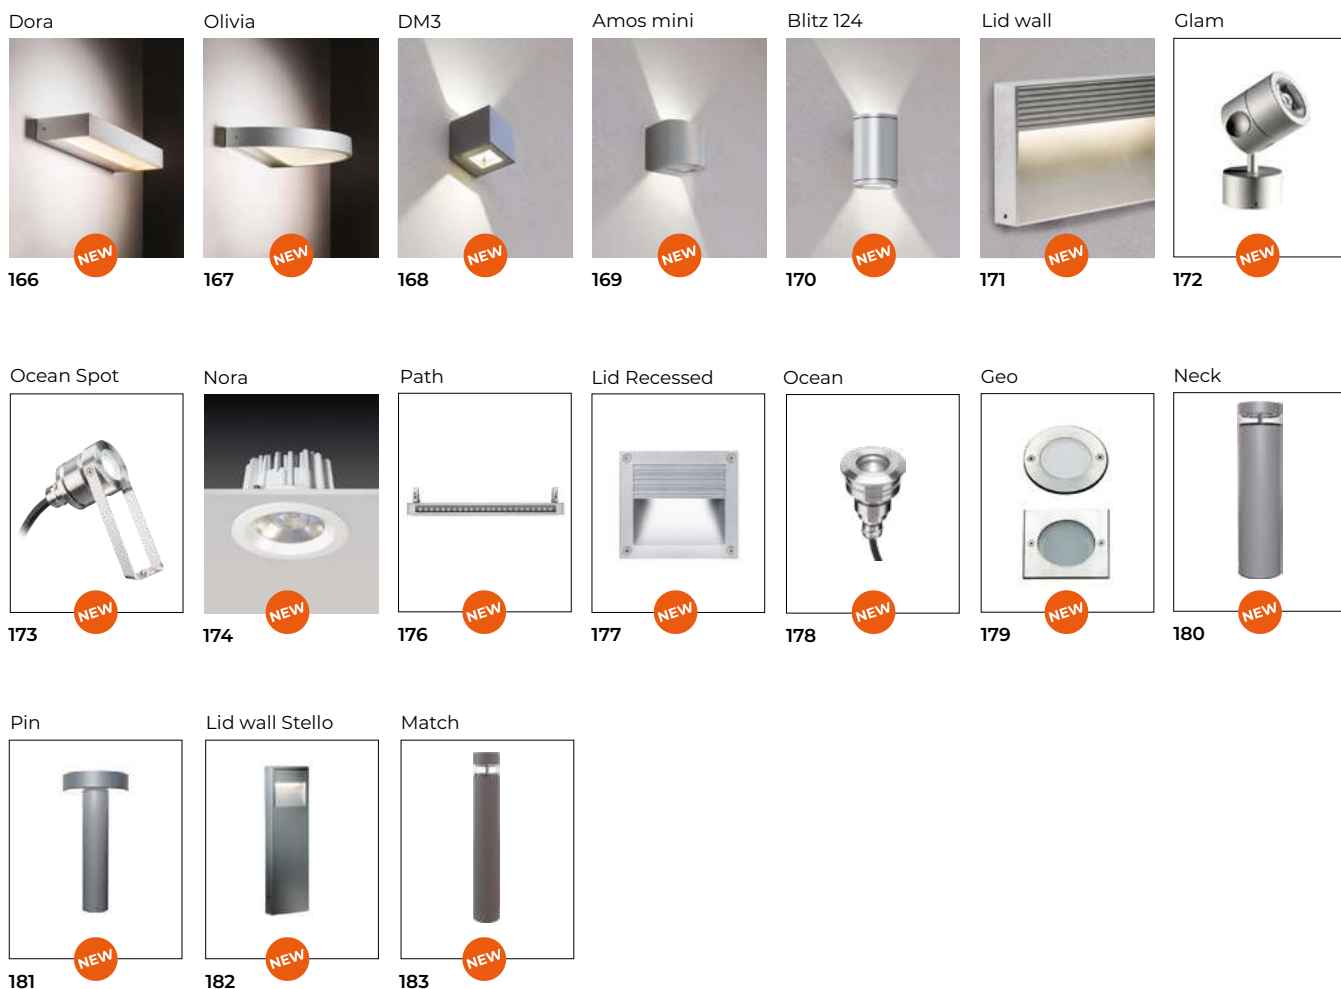 Dora Olivia DM3 Amos mini Blitz 124 Lid wall Glam
NEW NEW NEW NEW NEW NEW NEW
166 167 168 169 170 171 172
Ocean Spot Nora Path Lid Recessed Ocean Geo Neck
NEW NEW NEW NEW NEW NEW NEW
173 174 176 177 178 179 180
Pin Lid wall Stello Match
NEW NEW NEW
181 182 183